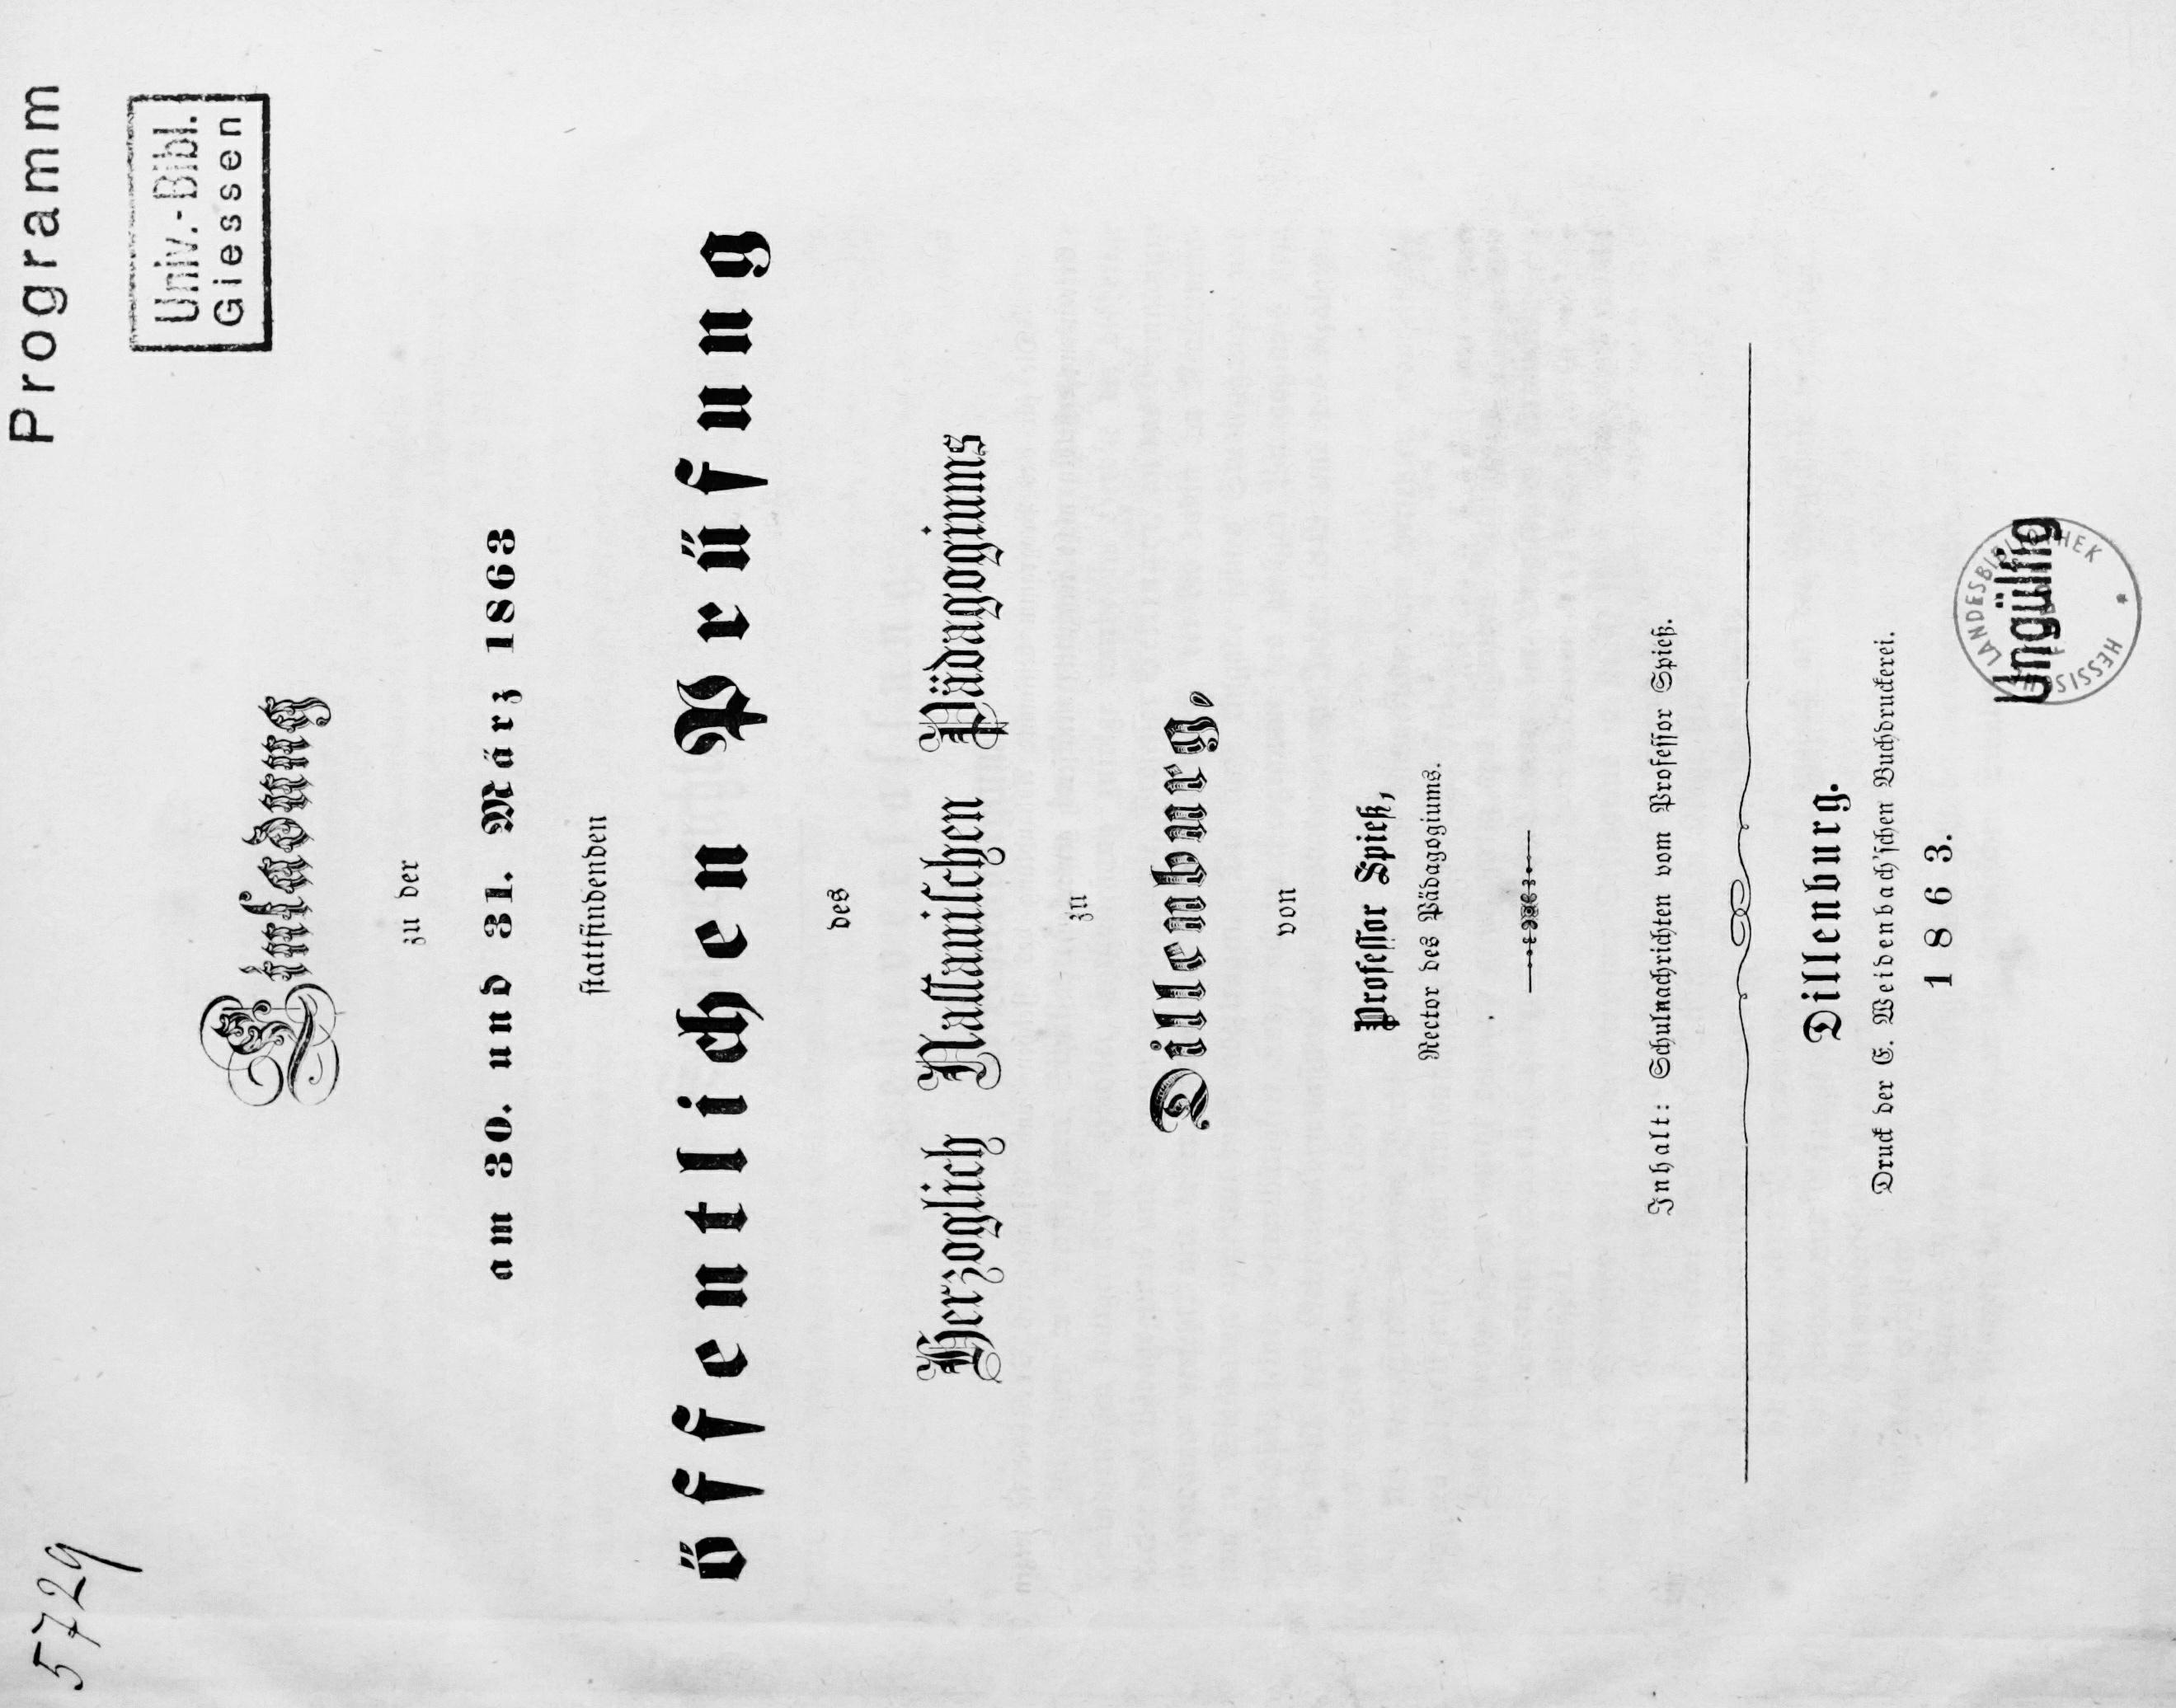 5729
Programm
Univ.-Bibl.
Giessen
Einladung
zu der
am 30. und 31. März 1863
stattfindenden
öffentlichen Prüfung
des
Herzoglich Nassauischen Pädagogiums
zu
Dillenburg,
von
Professor Spieß,
Rector des Pädagogiums.
Inhalt: Schulnachrichten vom Professor Spieß.
Dillenburg.
Druck der E. Weidenbach'schen Buchdruckerei.
1863.
HESSISCHE LANDESBIBLIOTHEK
Ungültig